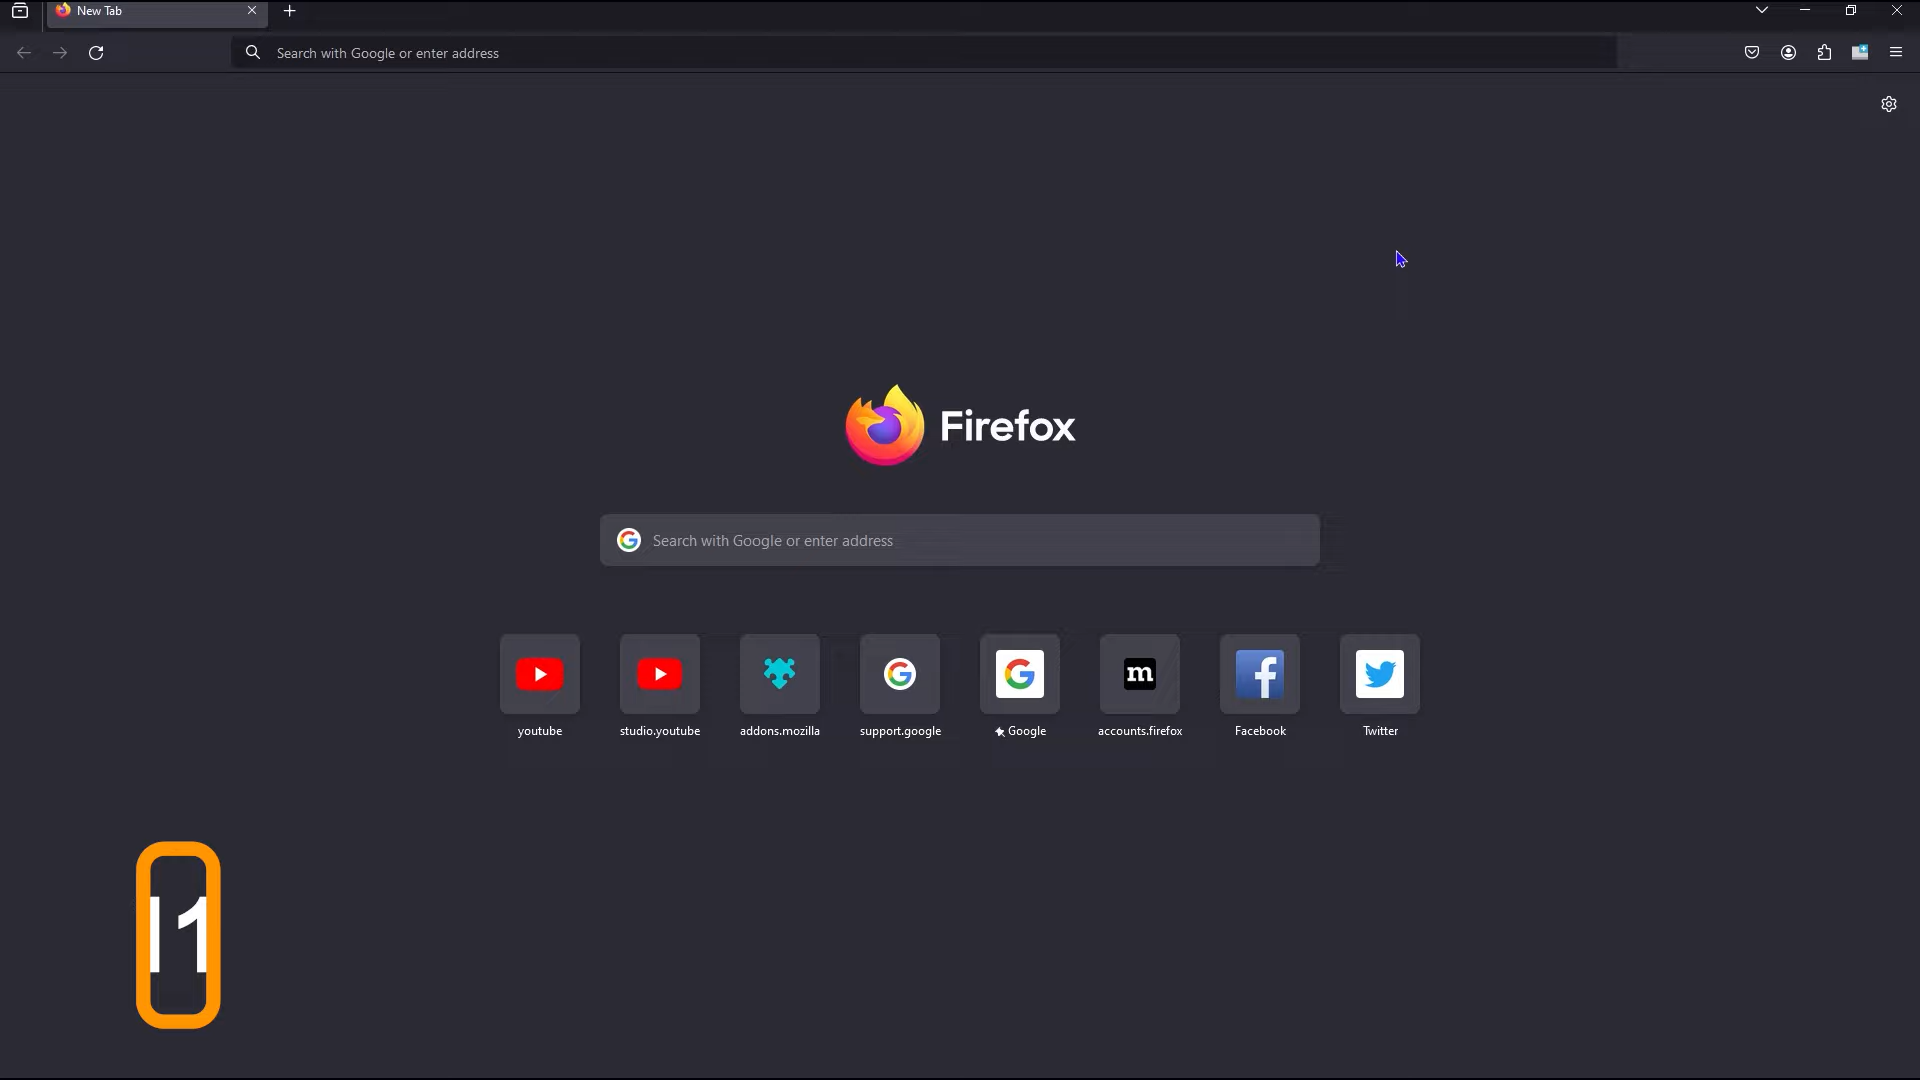 New Tab
Search with Google or enter address
Firefox
Search with Google or enter address
youtube
studio.youtube
addons.mozilla
support.google
Google
accounts.firefox
Facebook
Twitter